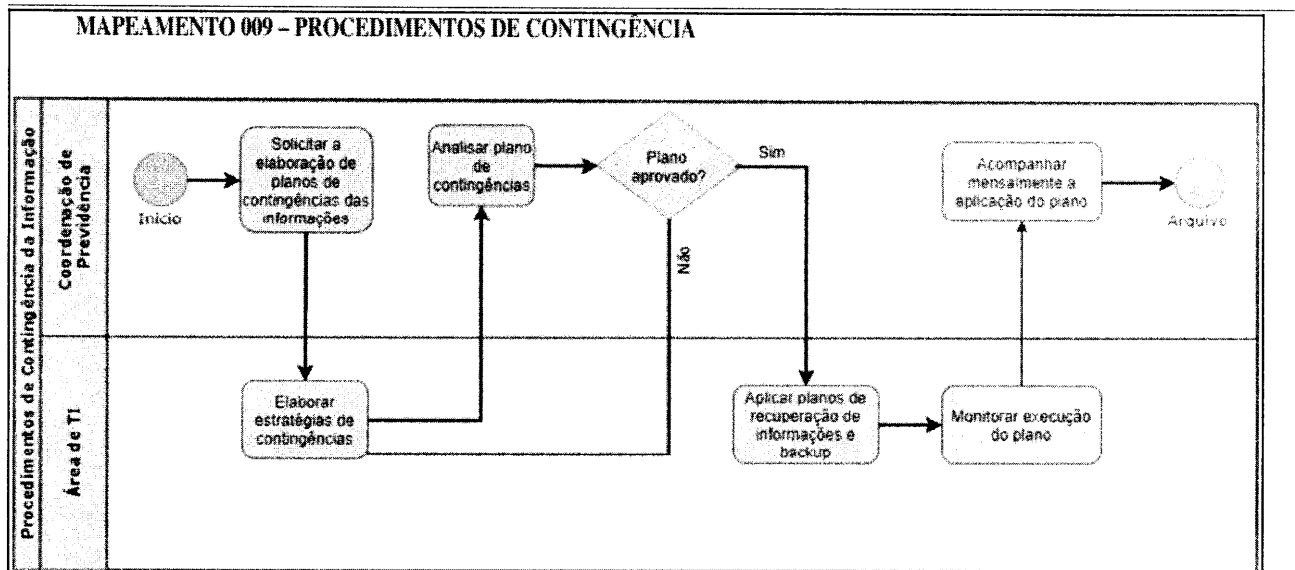 MAPEAMENTO 009 – PROCEDIMENTOS DE CONTINGÊNCIA
Procedimentos de Contingência da Informação
Coordenação de
Previdência
Início
Solicitar a
elaboração de
planos de
contingências das
informações
Analisar plano
de
contingências
Plano
aprovado?
Sim
Não
Acompanhar
mensalmente a
aplicação do plano
Arquivo
Área de TI
Elaborar
estratégias de
contingências
Aplicar planos de
recuperação de
informações e
backup
Monitorar execução
do plano